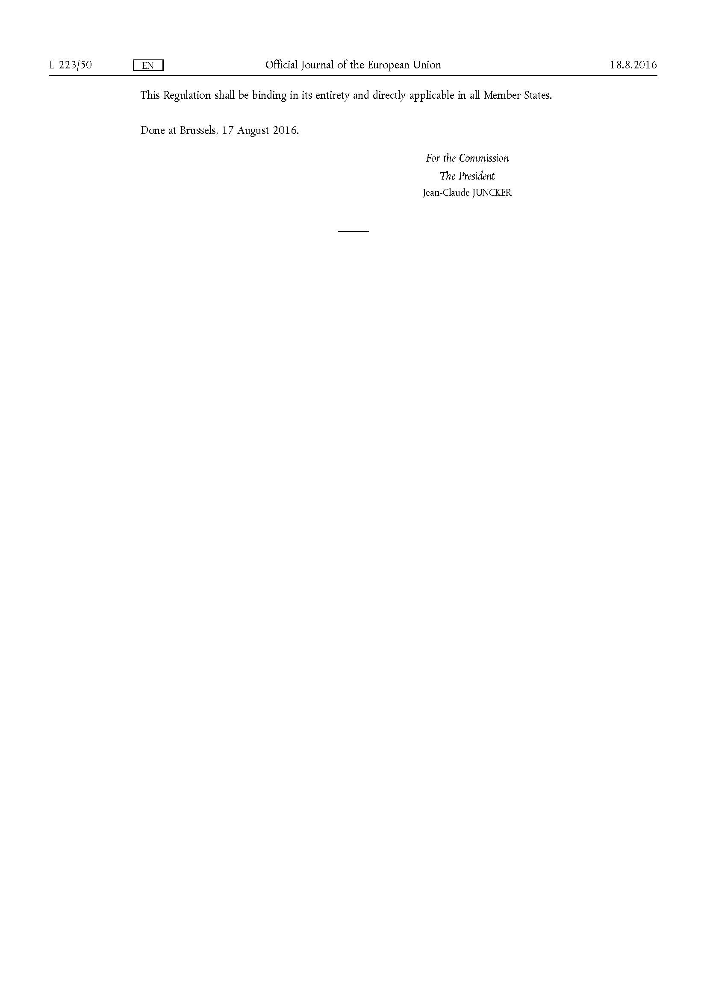 L 223/50 EN Official Journal of the European Union 18.8.2016
This Regulation shall be binding in its entirety and directly applicable in all Member States.
Done at Brussels, 17 August 2016.
For the Commission
The President
Jean-Claude JUNCKER